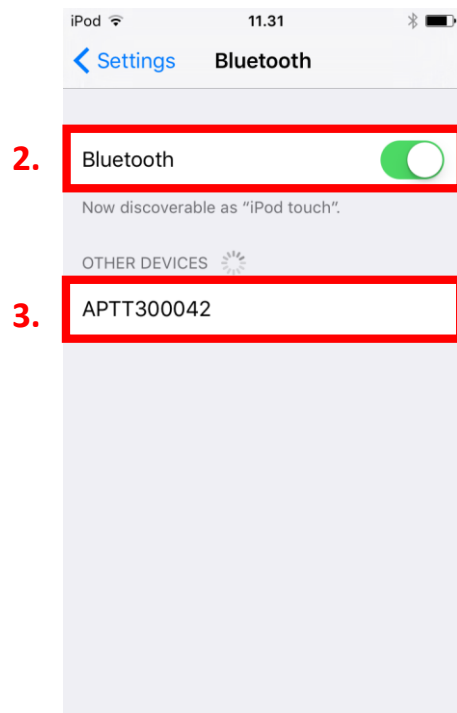 iPod 11.31
Settings Bluetooth
2. Bluetooth
Now discoverable as “iPod touch”.
OTHER DEVICES
3. APTT300042